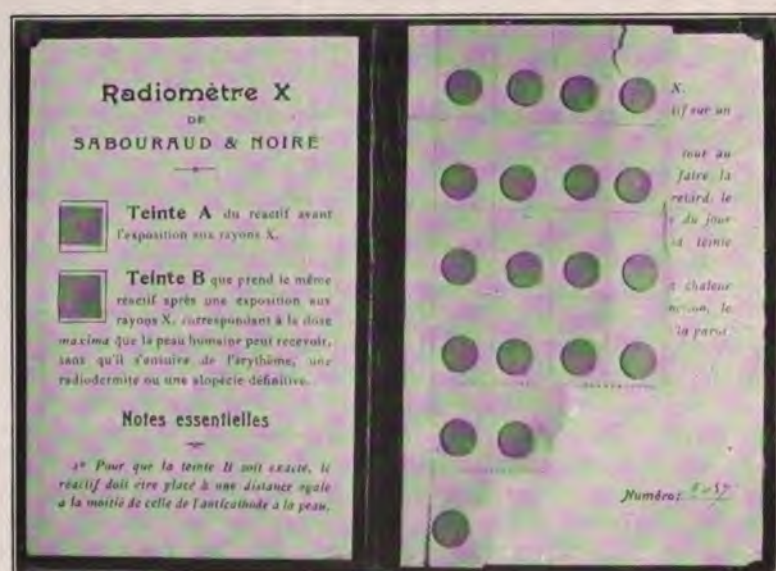 Radiomètre X
DE
SABOURAUD & NOIRÉ
Teinte A du réactif avant
l'exposition aux rayons X.
Teinte B que prend le même
réactif après une exposition aux
rayons X, correspondant à la dose
maxima que la peau humaine peut recevoir,
sans qu'il s'ensuive de l'érythème, une
radiodermite ou une alopécie définitive.
Notes essentielles
1° Pour que la teinte B soit exacte, le
réactif doit être placé à une distance égale
à la moitié de celle de l'anticathode à la peau.
X.
tif sur un
tout au
faire la
retard, le
du jour
teinte
chaleur
le
la paroi.
Numéro: